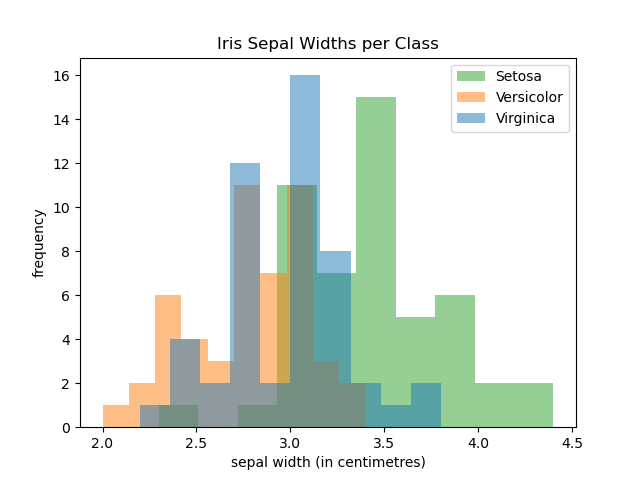 Iris Sepal Widths per Class
Setosa
Versicolor
Virginica
frequency
16
14
12
10
8
6
4
2
0
2.0 2.5 3.0 3.5 4.0 4.5
sepal width (in centimetres)